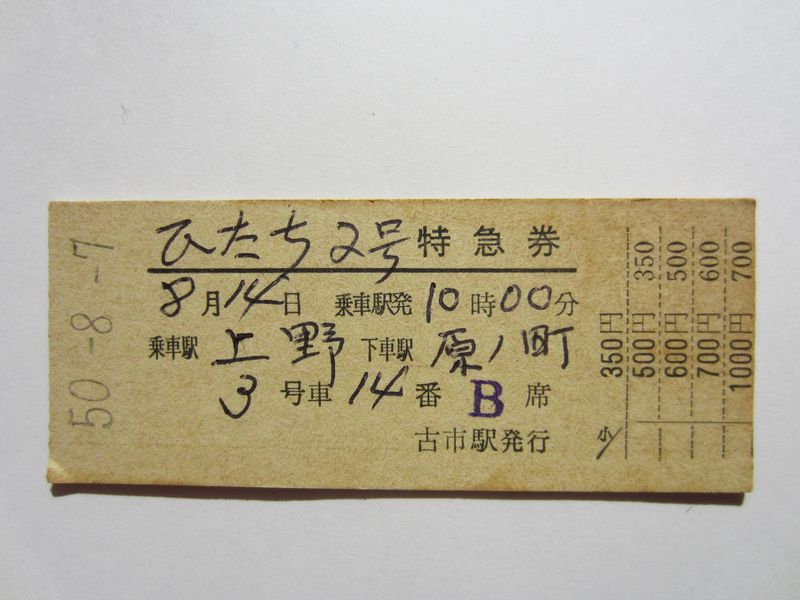 50-8-7
ひたち2号特急券
8月14日 乗車駅発10時00分
乗車駅 上野 下車駅 原ノ町
3号車14番B席
古市駅発行
350円
500円 350
600円 500
700円 600
1000円 700
小